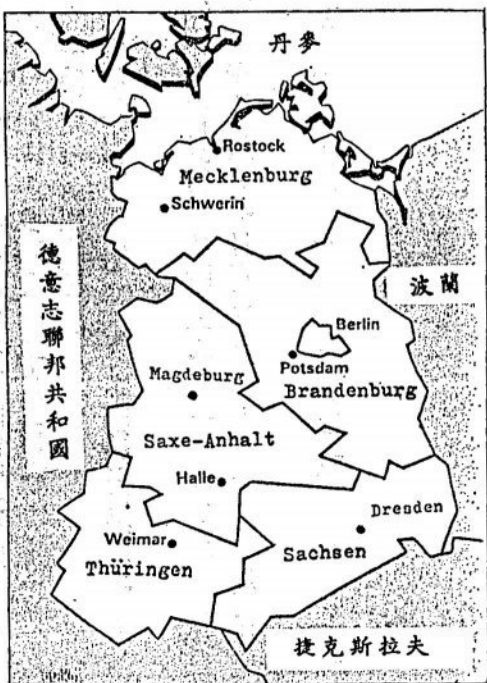 丹麥
Rostock
Mecklenburg
Schwerin
德意志聯邦共和國
波蘭
Berlin
Potsdam
Brandenburg
Magdeburg
Saxe-Anhalt
Halle
Dresden
Weimar
Sachsen
Thüringen
捷克斯拉夫